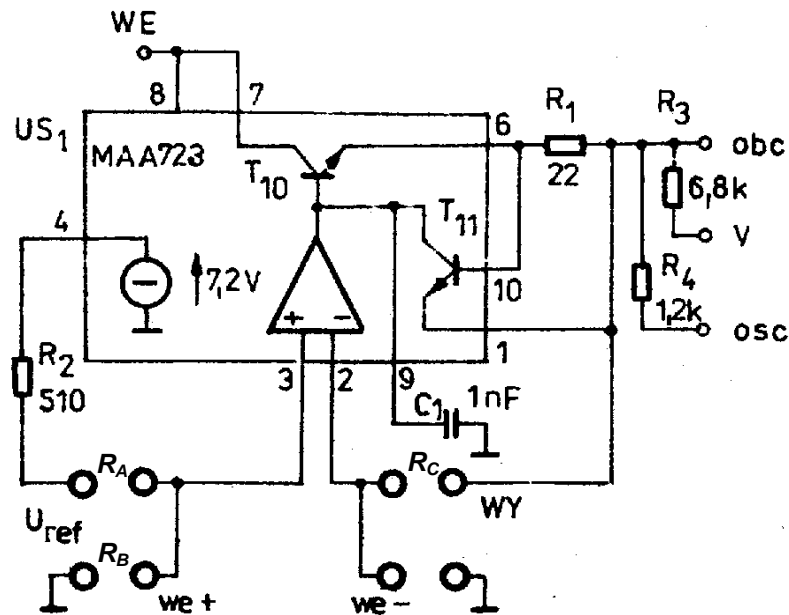 WE
8
7
US1
MAA723
6
R1
22
R3
obc
6,8k
V
T10
T11
4
7,2V
10
R4
1,2k
osc
+
−
1
R2
510
3
2
9
C1
1nF
RA
RC
WY
Uref
RB
we+
we-